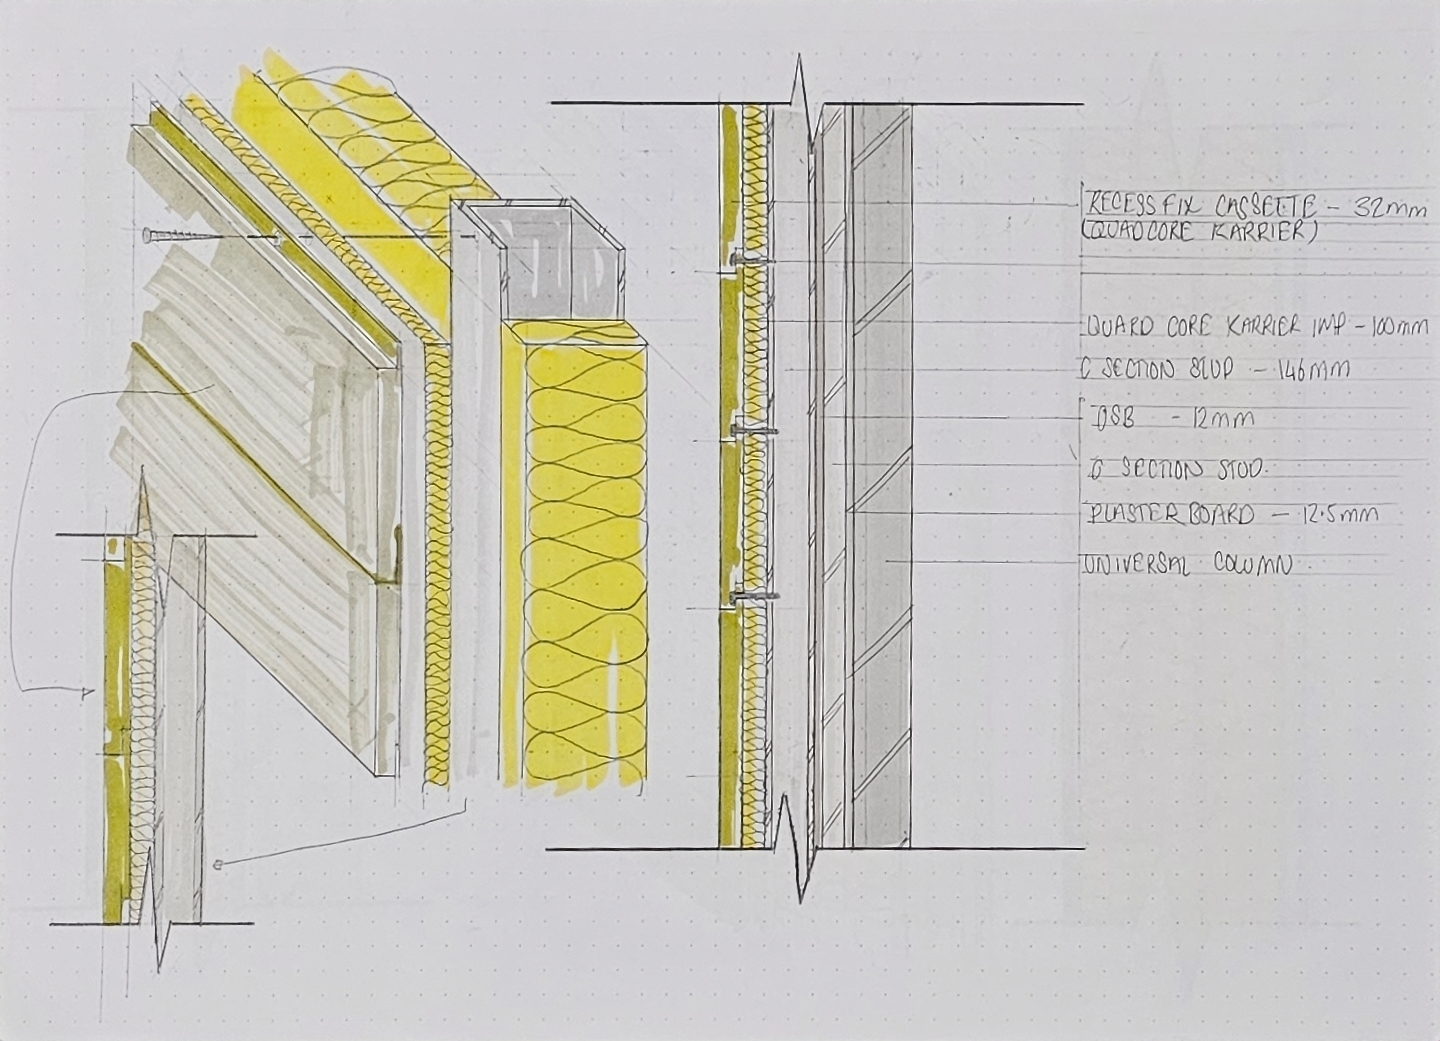 RECESS FIX CASSETTE - 32mm
(QUADCORE KARRIER)
QUARD CORE KARRIER IMP - 100mm
C SECTION STUD - 146mm
OSB - 12mm
C SECTION STUD.
PLASTER BOARD - 12.5mm
UNIVERSAL COLUMN